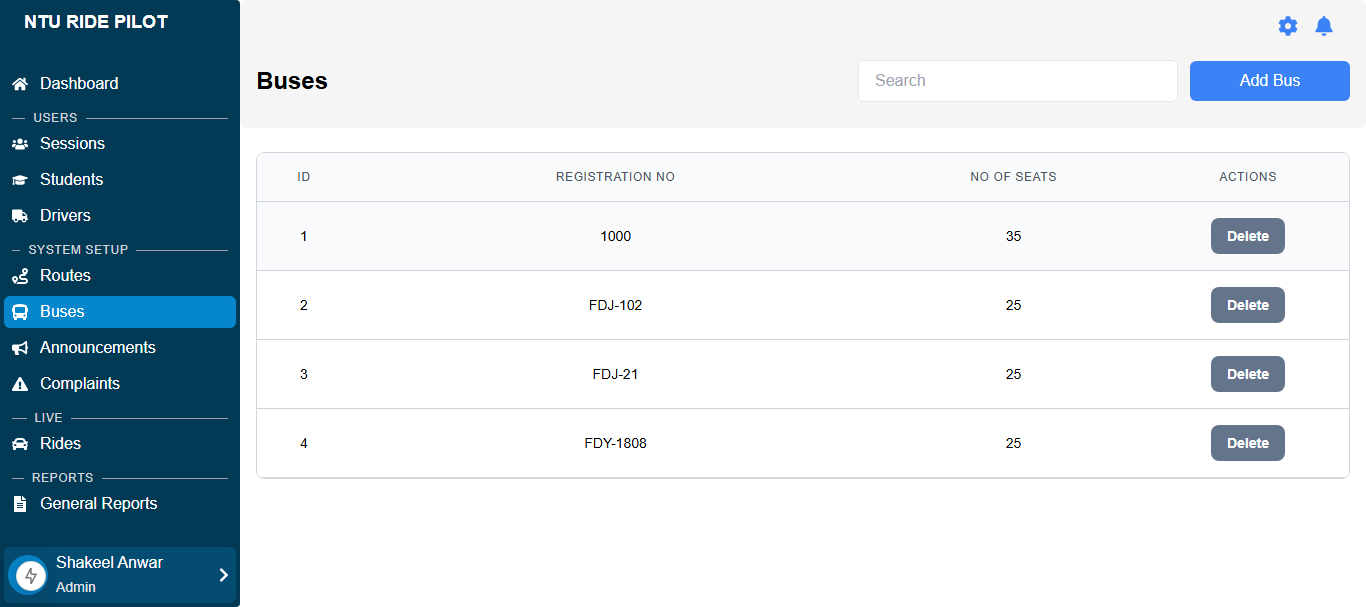 NTU RIDE PILOT
Dashboard
USERS
Sessions
Students
Drivers
SYSTEM SETUP
Routes
Buses
Announcements
Complaints
LIVE
Rides
REPORTS
General Reports
Shakeel Anwar
Admin
Buses
Search
Add Bus
ID REGISTRATION NO NO OF SEATS ACTIONS
1 1000 35 Delete
2 FDJ-102 25 Delete
3 FDJ-21 25 Delete
4 FDY-1808 25 Delete